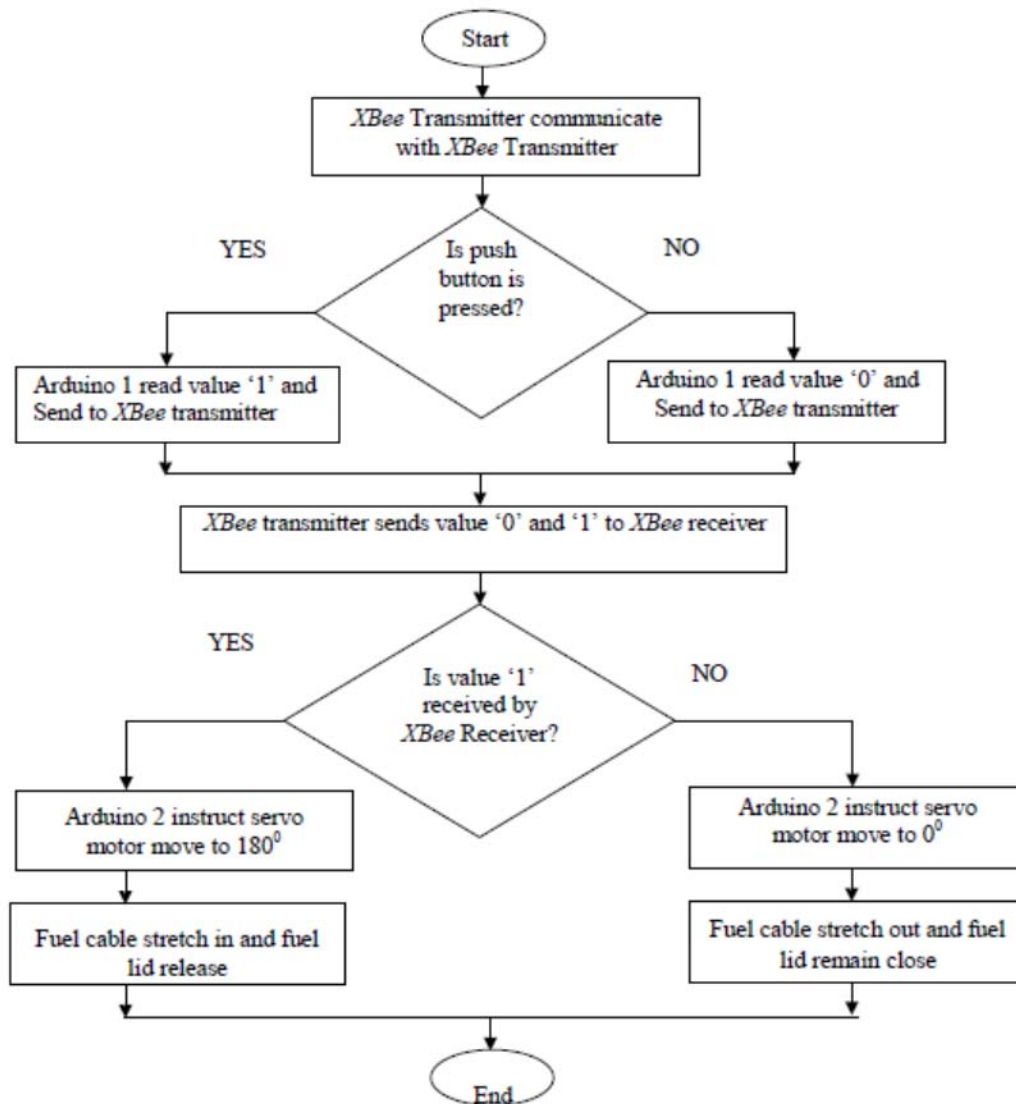 Start
XBee Transmitter communicate
with XBee Transmitter
YES
NO
Is push
button is
pressed?
Arduino 1 read value ‘1’ and
Send to XBee transmitter
Arduino 1 read value ‘0’ and
Send to XBee transmitter
XBee transmitter sends value ‘0’ and ‘1’ to XBee receiver
YES
NO
Is value ‘1’
received by
XBee Receiver?
Arduino 2 instruct servo
motor move to 180⁰
Arduino 2 instruct servo
motor move to 0⁰
Fuel cable stretch in and fuel
lid release
Fuel cable stretch out and fuel
lid remain close
End